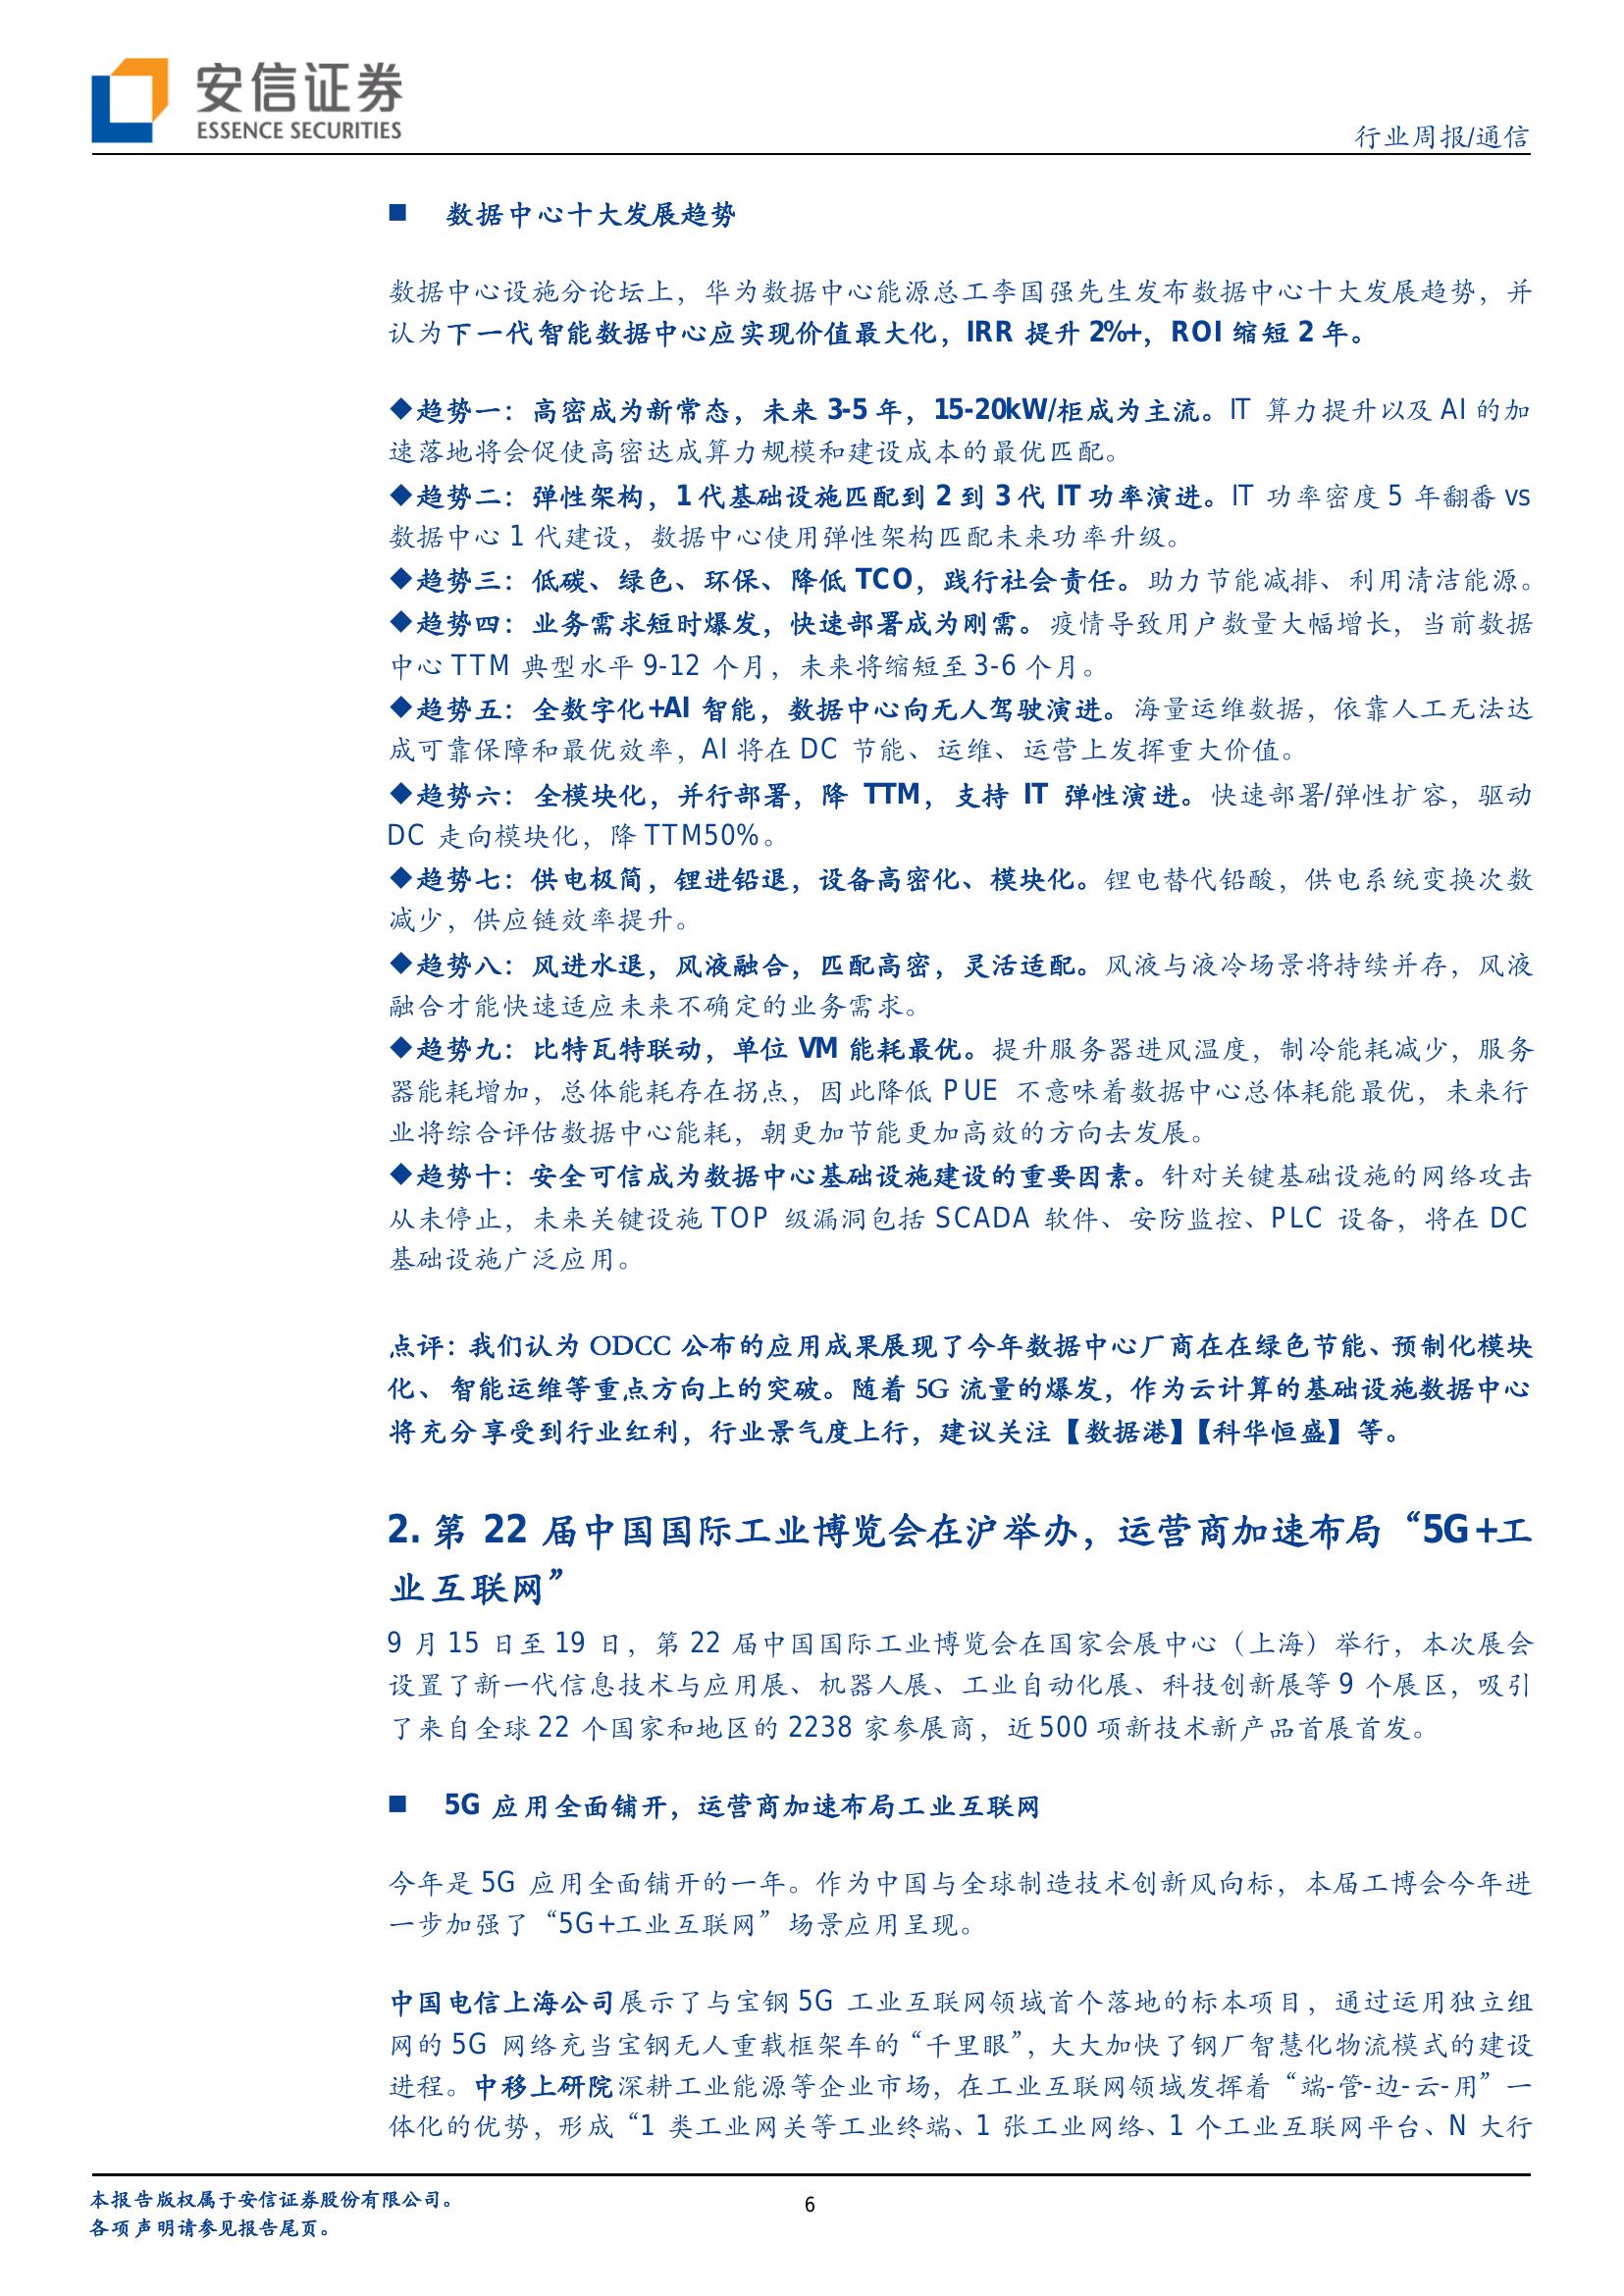 安信证券
ESSENCE SECURITIES
行业周报/通信
■ 数据中心十大发展趋势
数据中心设施分论坛上，华为数据中心能源总工李国强先生发布数据中心十大发展趋势，并
认为下一代智能数据中心应实现价值最大化，IRR 提升 2%+，ROI 缩短 2 年。
◆趋势一：高密成为新常态，未来 3-5 年，15-20kW/柜成为主流。IT 算力提升以及 AI 的加
速落地将会促使高密达成算力规模和建设成本的最优匹配。
◆趋势二：弹性架构，1 代基础设施匹配到 2 到 3 代 IT 功率演进。IT 功率密度 5 年翻番 vs
数据中心 1 代建设，数据中心使用弹性架构匹配未来功率升级。
◆趋势三：低碳、绿色、环保、降低 TCO，践行社会责任。助力节能减排、利用清洁能源。
◆趋势四：业务需求短时爆发，快速部署成为刚需。疫情导致用户数量大幅增长，当前数据
中心 TTM 典型水平 9-12 个月，未来将缩短至 3-6 个月。
◆趋势五：全数字化+AI 智能，数据中心向无人驾驶演进。海量运维数据，依靠人工无法达
成可靠保障和最优效率，AI 将在 DC 节能、运维、运营上发挥重大价值。
◆趋势六：全模块化，并行部署，降 TTM，支持 IT 弹性演进。快速部署/弹性扩容，驱动
DC 走向模块化，降 TTM50%。
◆趋势七：供电极简，锂进铅退，设备高密化、模块化。锂电替代铅酸，供电系统变换次数
减少，供应链效率提升。
◆趋势八：风进水退，风液融合，匹配高密，灵活适配。风液与液冷场景将持续并存，风液
融合才能快速适应未来不确定的业务需求。
◆趋势九：比特瓦特联动，单位 VM 能耗最优。提升服务器进风温度，制冷能耗减少，服务
器能耗增加，总体能耗存在拐点，因此降低 PUE 不意味着数据中心总体耗能最优，未来行
业将综合评估数据中心能耗，朝更加节能更加高效的方向去发展。
◆趋势十：安全可信成为数据中心基础设施建设的重要因素。针对关键基础设施的网络攻击
从未停止，未来关键设施 TOP 级漏洞包括 SCADA 软件、安防监控、PLC 设备，将在 DC
基础设施广泛应用。
点评：我们认为 ODCC 公布的应用成果展现了今年数据中心厂商在在绿色节能、预制化模块
化、智能运维等重点方向上的突破。随着 5G 流量的爆发，作为云计算的基础设施数据中心
将充分享受到行业红利，行业景气度上行，建议关注【数据港】【科华恒盛】等。
2. 第 22 届中国国际工业博览会在沪举办，运营商加速布局“5G+工
业互联网”
9 月 15 日至 19 日，第 22 届中国国际工业博览会在国家会展中心（上海）举行，本次展会
设置了新一代信息技术与应用展、机器人展、工业自动化展、科技创新展等 9 个展区，吸引
了来自全球 22 个国家和地区的 2238 家参展商，近 500 项新技术新产品首展首发。
■ 5G 应用全面铺开，运营商加速布局工业互联网
今年是 5G 应用全面铺开的一年。作为中国与全球制造技术创新风向标，本届工博会今年进
一步加强了“5G+工业互联网”场景应用呈现。
中国电信上海公司展示了与宝钢 5G 工业互联网领域首个落地的标本项目，通过运用独立组
网的 5G 网络充当宝钢无人重载框架车的“千里眼”，大大加快了钢厂智慧化物流模式的建设
进程。中移上研院深耕工业能源等企业市场，在工业互联网领域发挥着“端-管-边-云-用”一
体化的优势，形成“1 类工业网关等工业终端、1 张工业网络、1 个工业互联网平台、N 大行
本报告版权属于安信证券股份有限公司。
各项声明请参见报告尾页。
6